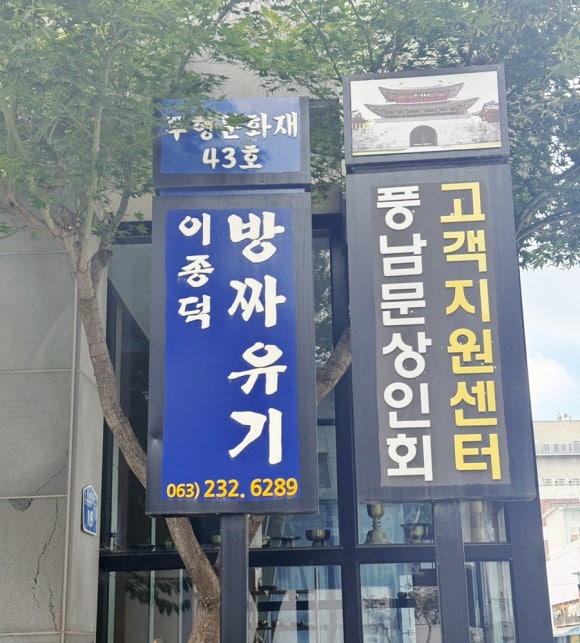 무형문화재
43호
방짜유기
이종덕
063) 232. 6289
고객지원센터
풍남문상인회